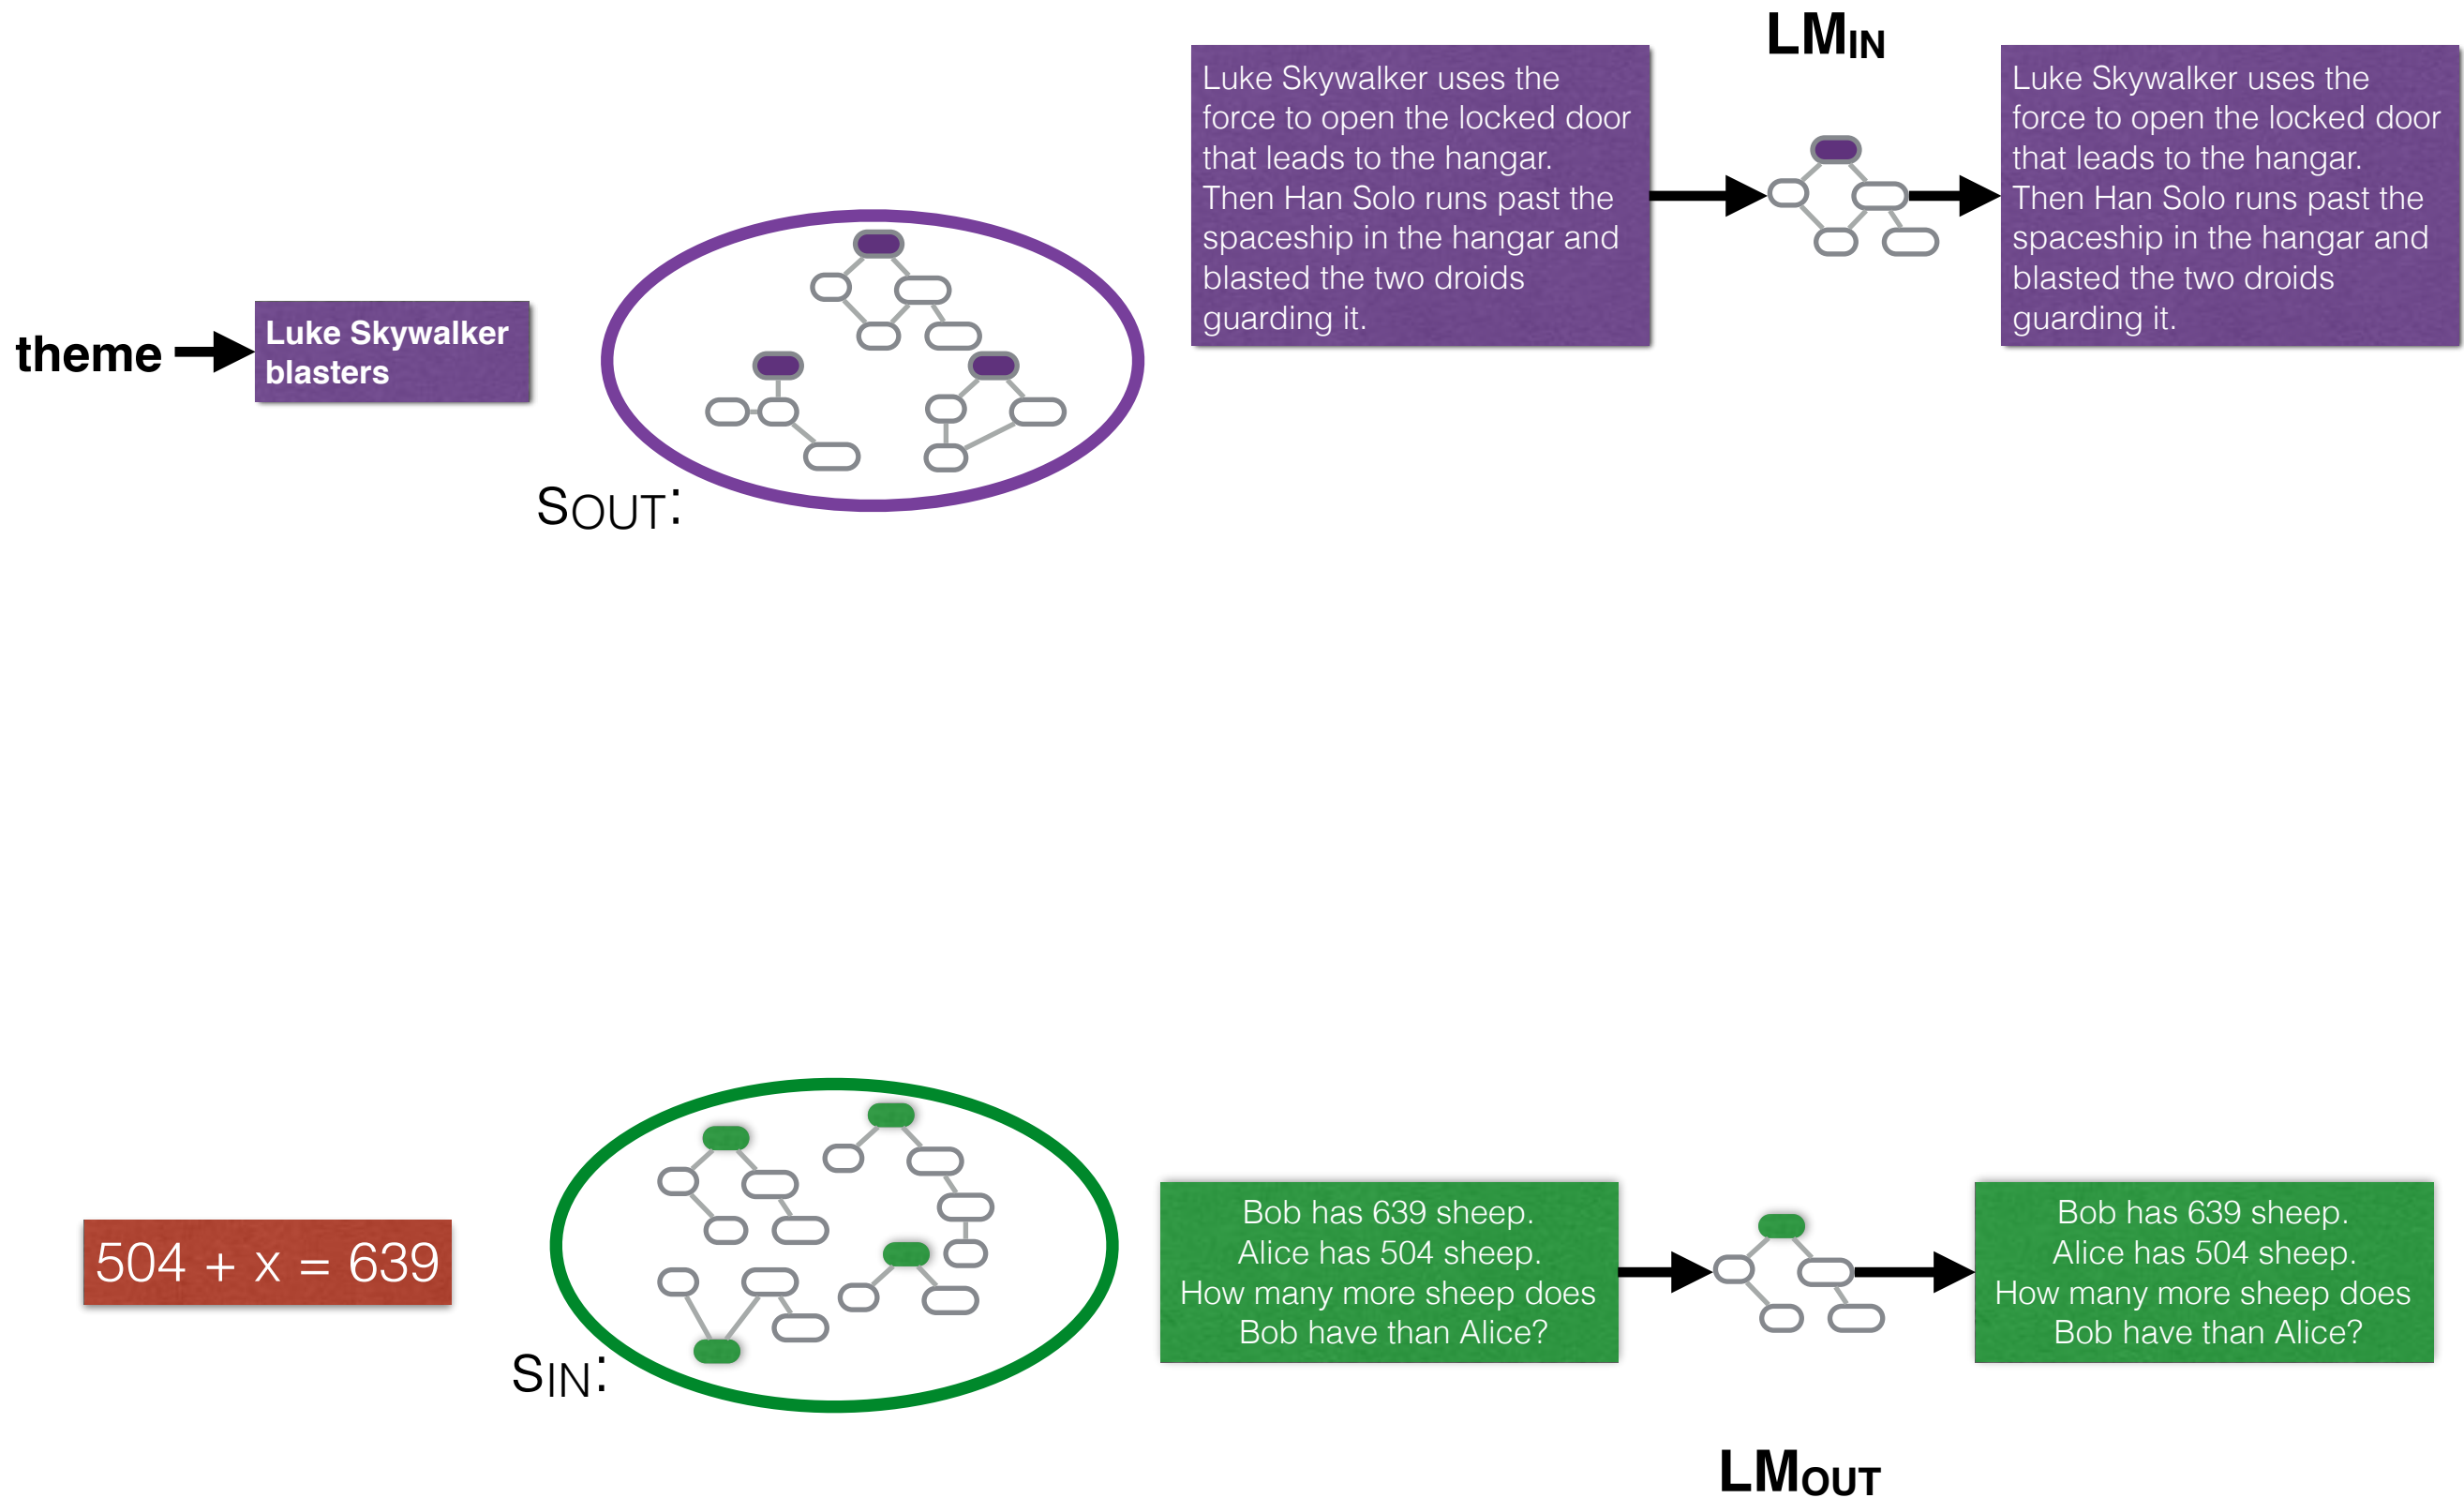 LMIN
Luke Skywalker uses the
force to open the locked door
that leads to the hangar.
Then Han Solo runs past the
spaceship in the hangar and
blasted the two droids
guarding it.
Luke Skywalker uses the
force to open the locked door
that leads to the hangar.
Then Han Solo runs past the
spaceship in the hangar and
blasted the two droids
guarding it.
theme
Luke Skywalker
blasters
SOUT:
504 + x = 639
SIN:
Bob has 639 sheep.
Alice has 504 sheep.
How many more sheep does
Bob have than Alice?
Bob has 639 sheep.
Alice has 504 sheep.
How many more sheep does
Bob have than Alice?
LMOUT